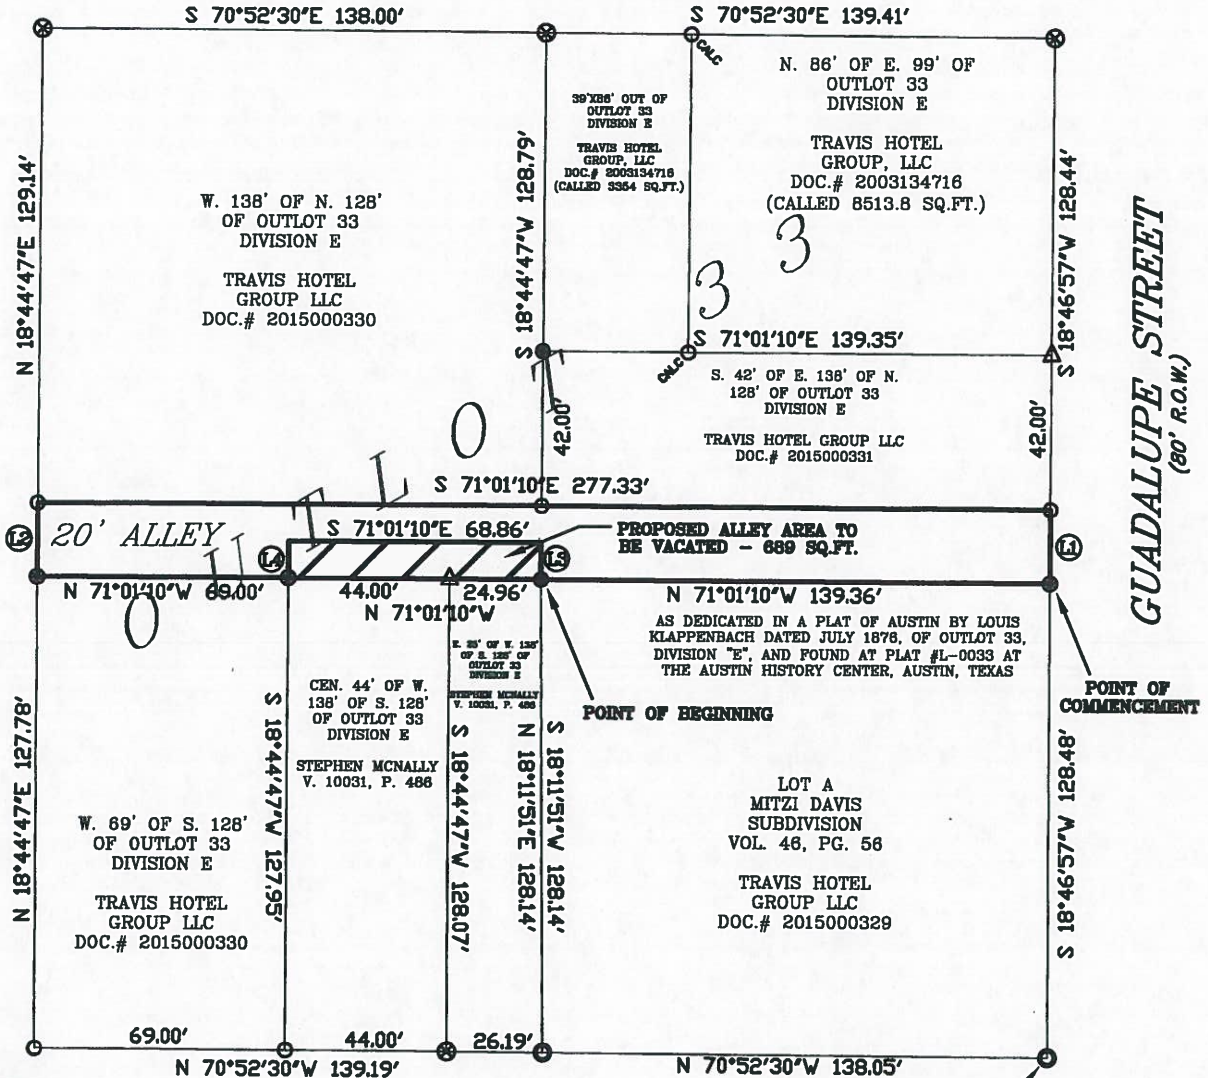 S 70°52'30"E 138.00'
S 70°52'30"E 139.41'
CALC
N. 86' OF E. 99' OF
OUTLOT 33
DIVISION E
TRAVIS HOTEL
GROUP, LLC
DOC.# 2003134716
(CALLED 8513.8 SQ.FT.)
39'X86' OUT OF
OUTLOT 33
DIVISION E
TRAVIS HOTEL
GROUP, LLC
DOC.# 2003134716
(CALLED 3354 SQ.FT.)
N 18°44'47"E 129.14'
W. 138' OF N. 128'
OF OUTLOT 33
DIVISION E
TRAVIS HOTEL
GROUP LLC
DOC.# 2015000330
S 18°44'47"W 128.79'
S 18°46'57"W 128.44'
GUADALUPE STREET
(80' R.O.W.)
3 3
S 71°01'10"E 139.35'
CALC
S. 42' OF E. 138' OF N.
128' OF OUTLOT 33
DIVISION E
TRAVIS HOTEL GROUP LLC
DOC.# 2015000331
42.00'
42.00'
O U T L O T
S 71°01'10"E 277.33'
L2
20' ALLEY
S 71°01'10"E 68.86'
PROPOSED ALLEY AREA TO
BE VACATED - 689 SQ.FT.
L4
L3
L1
N 71°01'10"W 69.00'
44.00'
24.96'
N 71°01'10"W
N 71°01'10"W 139.36'
AS DEDICATED IN A PLAT OF AUSTIN BY LOUIS
KLAPPENBACH DATED JULY 1876, OF OUTLOT 33,
DIVISION "E", AND FOUND AT PLAT #L-0033 AT
THE AUSTIN HISTORY CENTER, AUSTIN, TEXAS
POINT OF BEGINNING
POINT OF
COMMENCEMENT
N 18°44'47"E 127.78'
W. 69' OF S. 128'
OF OUTLOT 33
DIVISION E
TRAVIS HOTEL
GROUP LLC
DOC.# 2015000330
S 18°44'47"W 127.95'
CEN. 44' OF W.
138' OF S. 128'
OF OUTLOT 33
DIVISION E
STEPHEN MCNALLY
V. 10031, P. 486
S 18°44'47"W 128.07'
E. 25' OF W. 138'
OF S. 128' OF
OUTLOT 33
DIVISION E
STEPHEN MCNALLY
V. 10031, P. 486
N 18°11'51"E 128.14'
S 18°11'51"W 128.14'
LOT A
MITZI DAVIS
SUBDIVISION
VOL. 46, PG. 56
TRAVIS HOTEL
GROUP LLC
DOC.# 2015000329
S 18°46'57"W 128.48'
69.00'
44.00'
26.19'
N 70°52'30"W 139.19'
N 70°52'30"W 138.05'